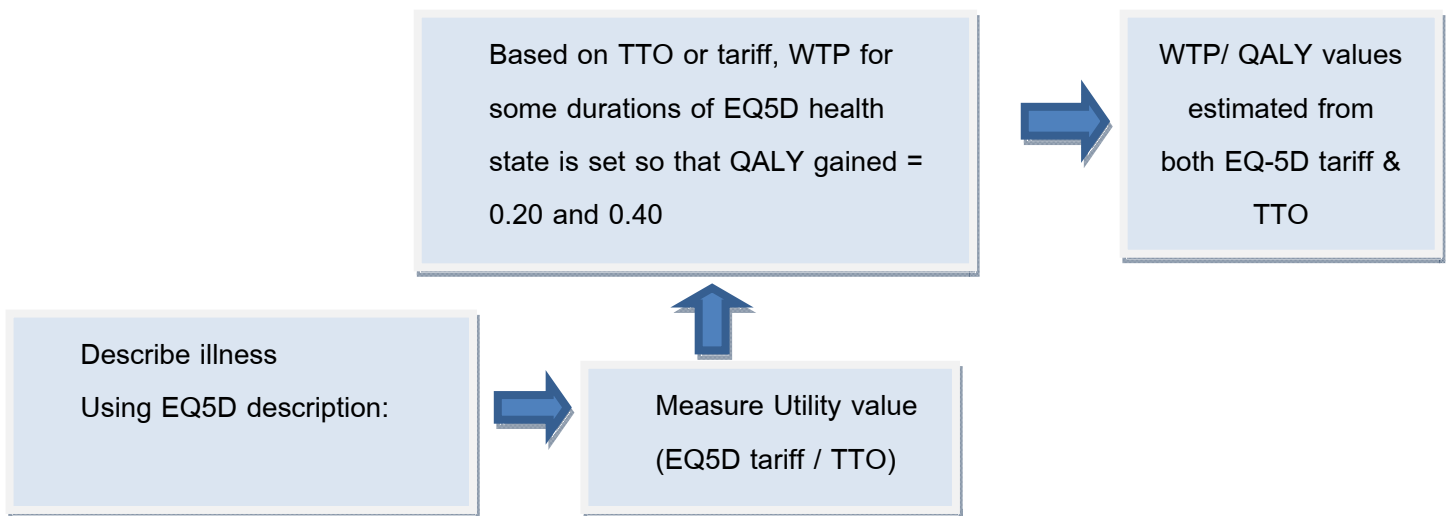 Describe illness
Using EQ5D description:
Measure Utility value
(EQ5D tariff / TTO)
Based on TTO or tariff, WTP for
some durations of EQ5D health
state is set so that QALY gained =
0.20 and 0.40
WTP/ QALY values
estimated from
both EQ-5D tariff &
TTO